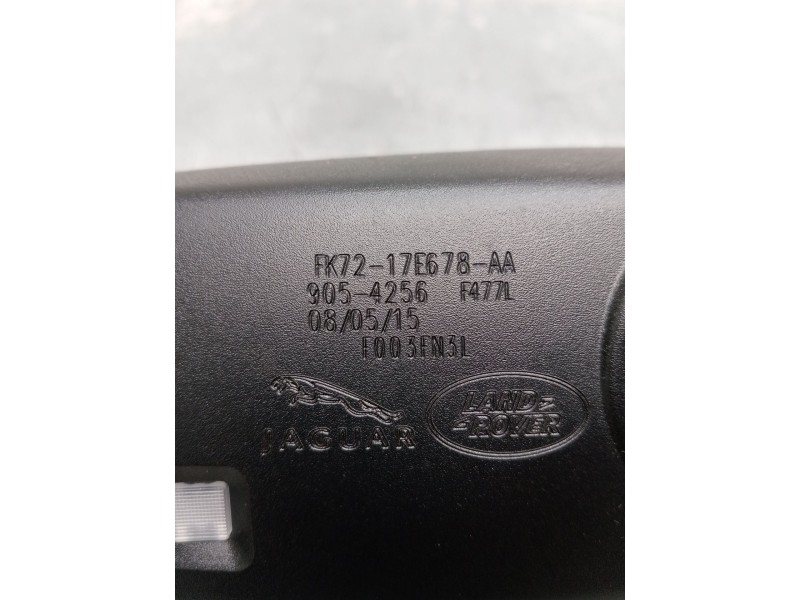 FK72-17E678-AA
905-4256 F477L
08/05/15
F003FN3L
JAGUAR
LAND
ROVER